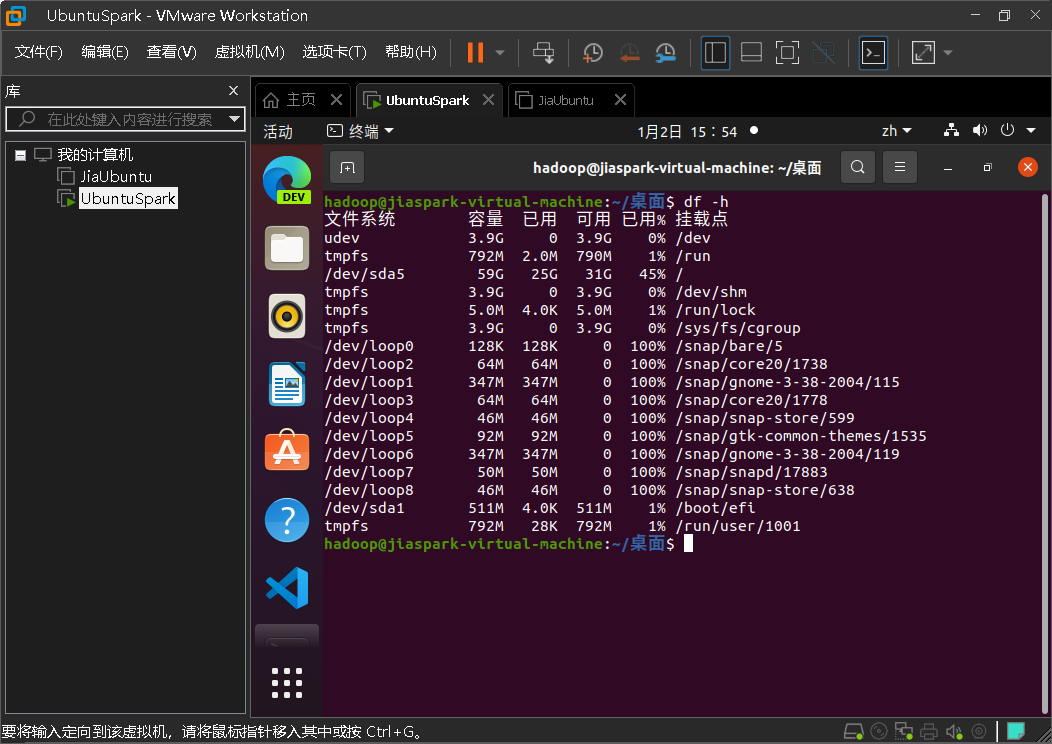 UbuntuSpark - VMware Workstation
文件(F) 编辑(E) 查看(V) 虚拟机(M) 选项卡(T) 帮助(H)
库
在此处键入内容进行搜索
我的计算机
JiaUbuntu
UbuntuSpark
主页 UbuntuSpark JiaUbuntu
活动 终端 1月2日 15：54 zh
hadoop@jiaspark-virtual-machine: ~/桌面
DEV
hadoop@jiaspark-virtual-machine:~/桌面$ df -h
文件系统 容量 已用 可用 已用% 挂载点
udev 3.9G 0 3.9G 0% /dev
tmpfs 792M 2.0M 790M 1% /run
/dev/sda5 59G 25G 31G 45% /
tmpfs 3.9G 0 3.9G 0% /dev/shm
tmpfs 5.0M 4.0K 5.0M 1% /run/lock
tmpfs 3.9G 0 3.9G 0% /sys/fs/cgroup
/dev/loop0 128K 128K 0 100% /snap/bare/5
/dev/loop2 64M 64M 0 100% /snap/core20/1738
/dev/loop1 347M 347M 0 100% /snap/gnome-3-38-2004/115
/dev/loop3 64M 64M 0 100% /snap/core20/1778
/dev/loop4 46M 46M 0 100% /snap/snap-store/599
/dev/loop5 92M 92M 0 100% /snap/gtk-common-themes/1535
/dev/loop6 347M 347M 0 100% /snap/gnome-3-38-2004/119
/dev/loop7 50M 50M 0 100% /snap/snapd/17883
/dev/loop8 46M 46M 0 100% /snap/snap-store/638
/dev/sda1 511M 4.0K 511M 1% /boot/efi
tmpfs 792M 28K 792M 1% /run/user/1001
hadoop@jiaspark-virtual-machine:~/桌面$
要将输入定向到该虚拟机，请将鼠标指针移入其中或按 Ctrl+G。